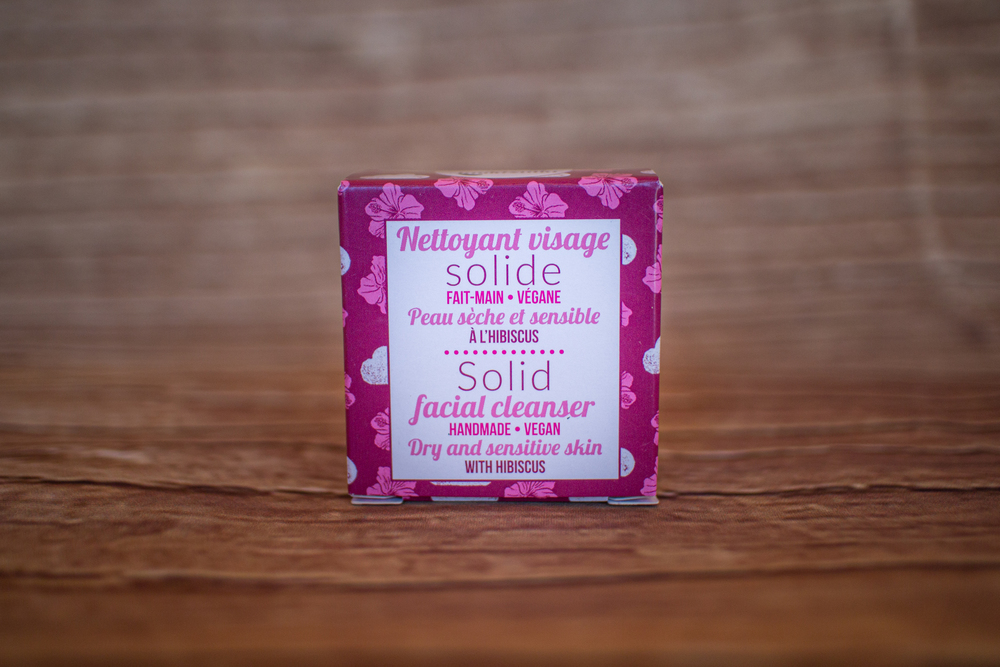 Nettoyant visage
solide
FAIT-MAIN • VÉGANE
Peau sèche et sensible
À L'HIBISCUS
Solid
facial cleanser
HANDMADE • VEGAN
Dry and sensitive skin
WITH HIBISCUS